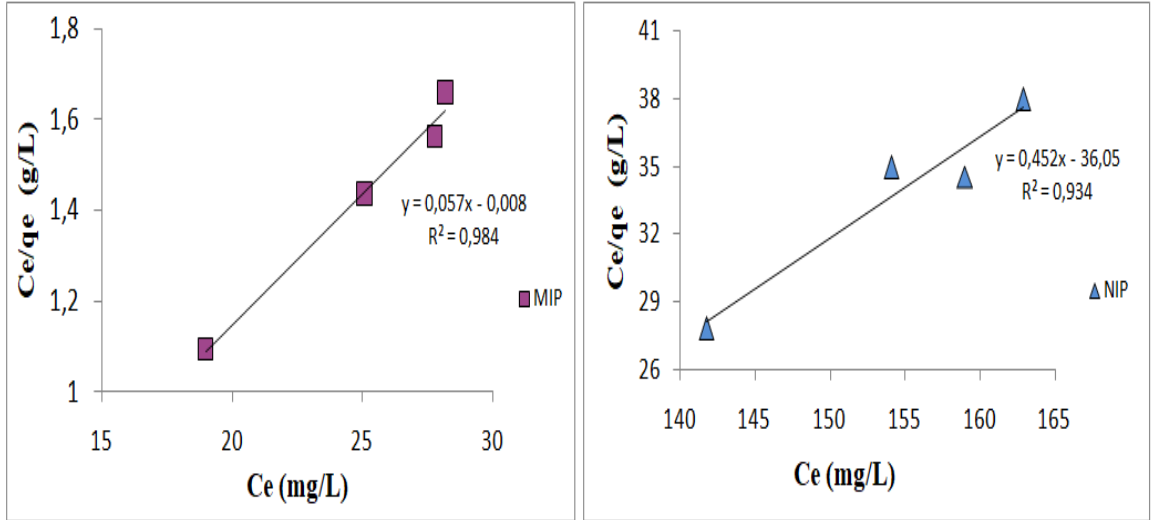 1,8
1,6
1,4
1,2
1
15
20
25
30
Ce/qe (g/L)
Ce (mg/L)
y = 0,057x - 0,008
R² = 0,984
MIP
41
38
35
32
29
26
140
145
150
155
160
165
Ce/qe (g/L)
Ce (mg/L)
y = 0,452x - 36,05
R² = 0,934
NIP